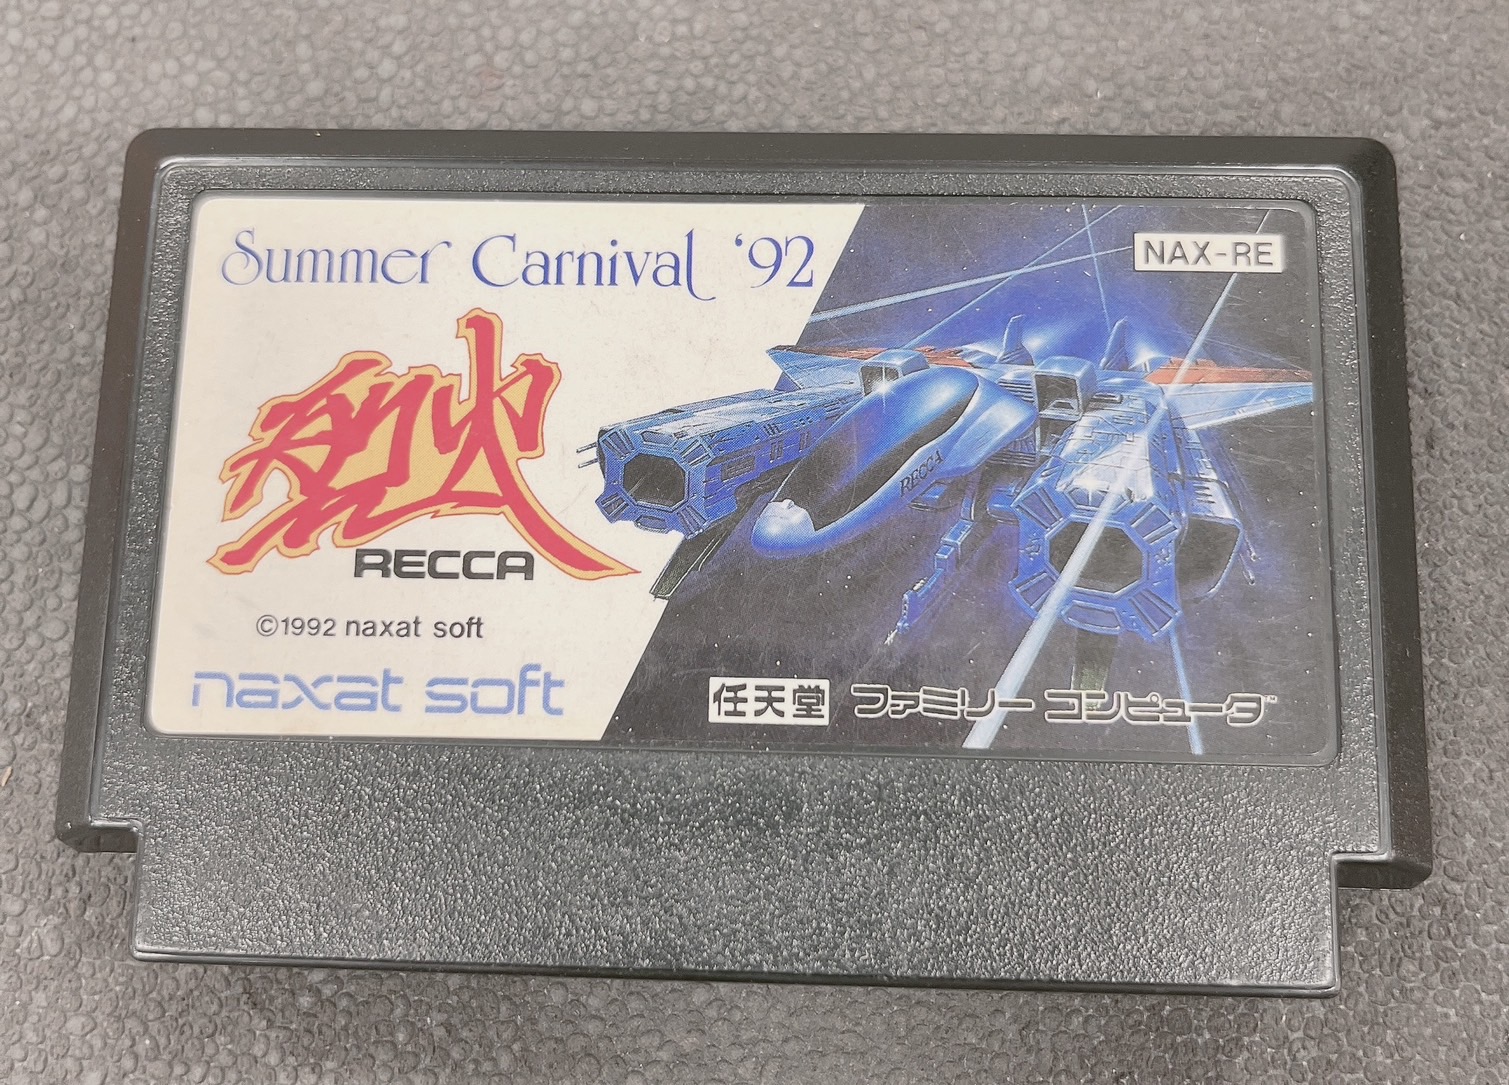 Summer Carnival '92
NAX-RE
烈火
RECCA
RECCA
©1992 naxat soft
naxat soft
任天堂 ファミリー コンピュータ